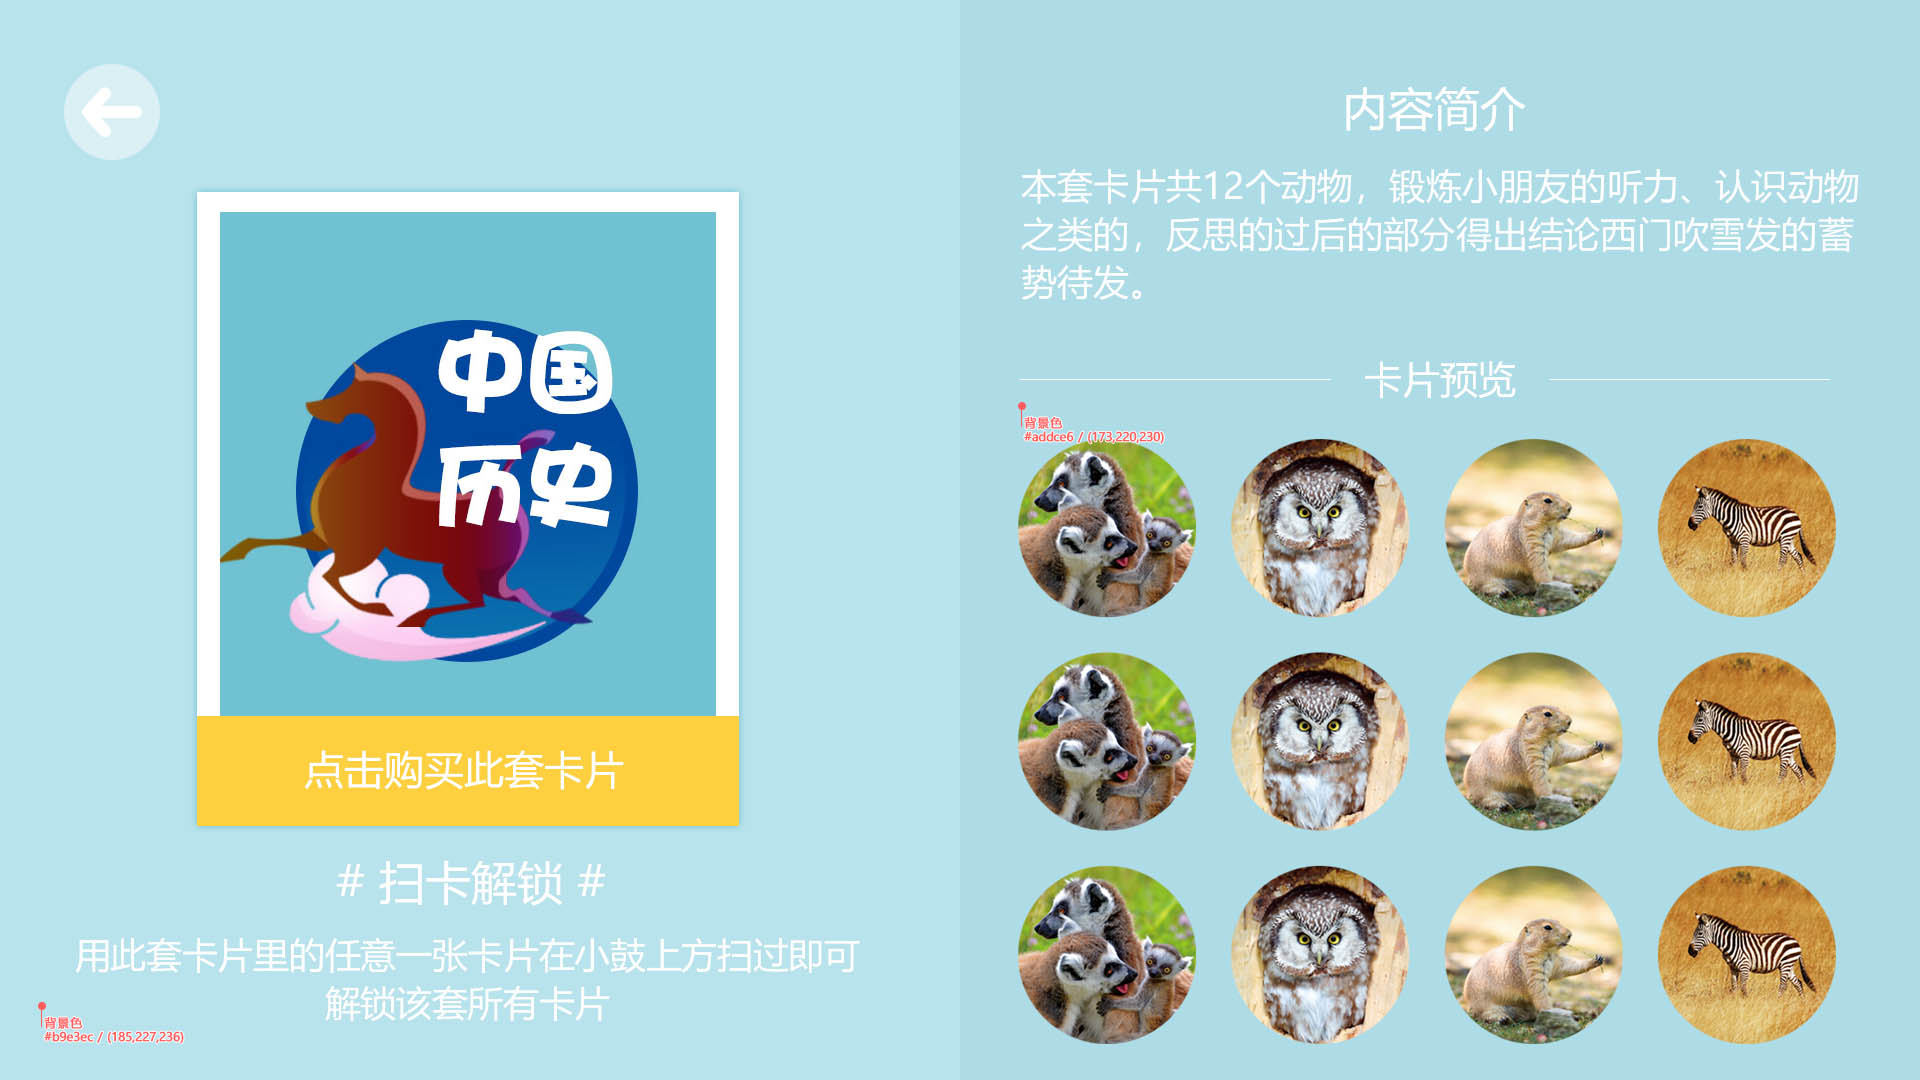 中国
历史
点击购买此套卡片
# 扫卡解锁 #
用此套卡片里的任意一张卡片在小鼓上方扫过即可
解锁该套所有卡片
背景色
#b9e3ec / (185,227,236)
内容简介
本套卡片共12个动物，锻炼小朋友的听力、认识动物
之类的，反思的过后的部分得出结论西门吹雪发的蓄
势待发。
卡片预览
背景色
#addce6 / (173,220,230)